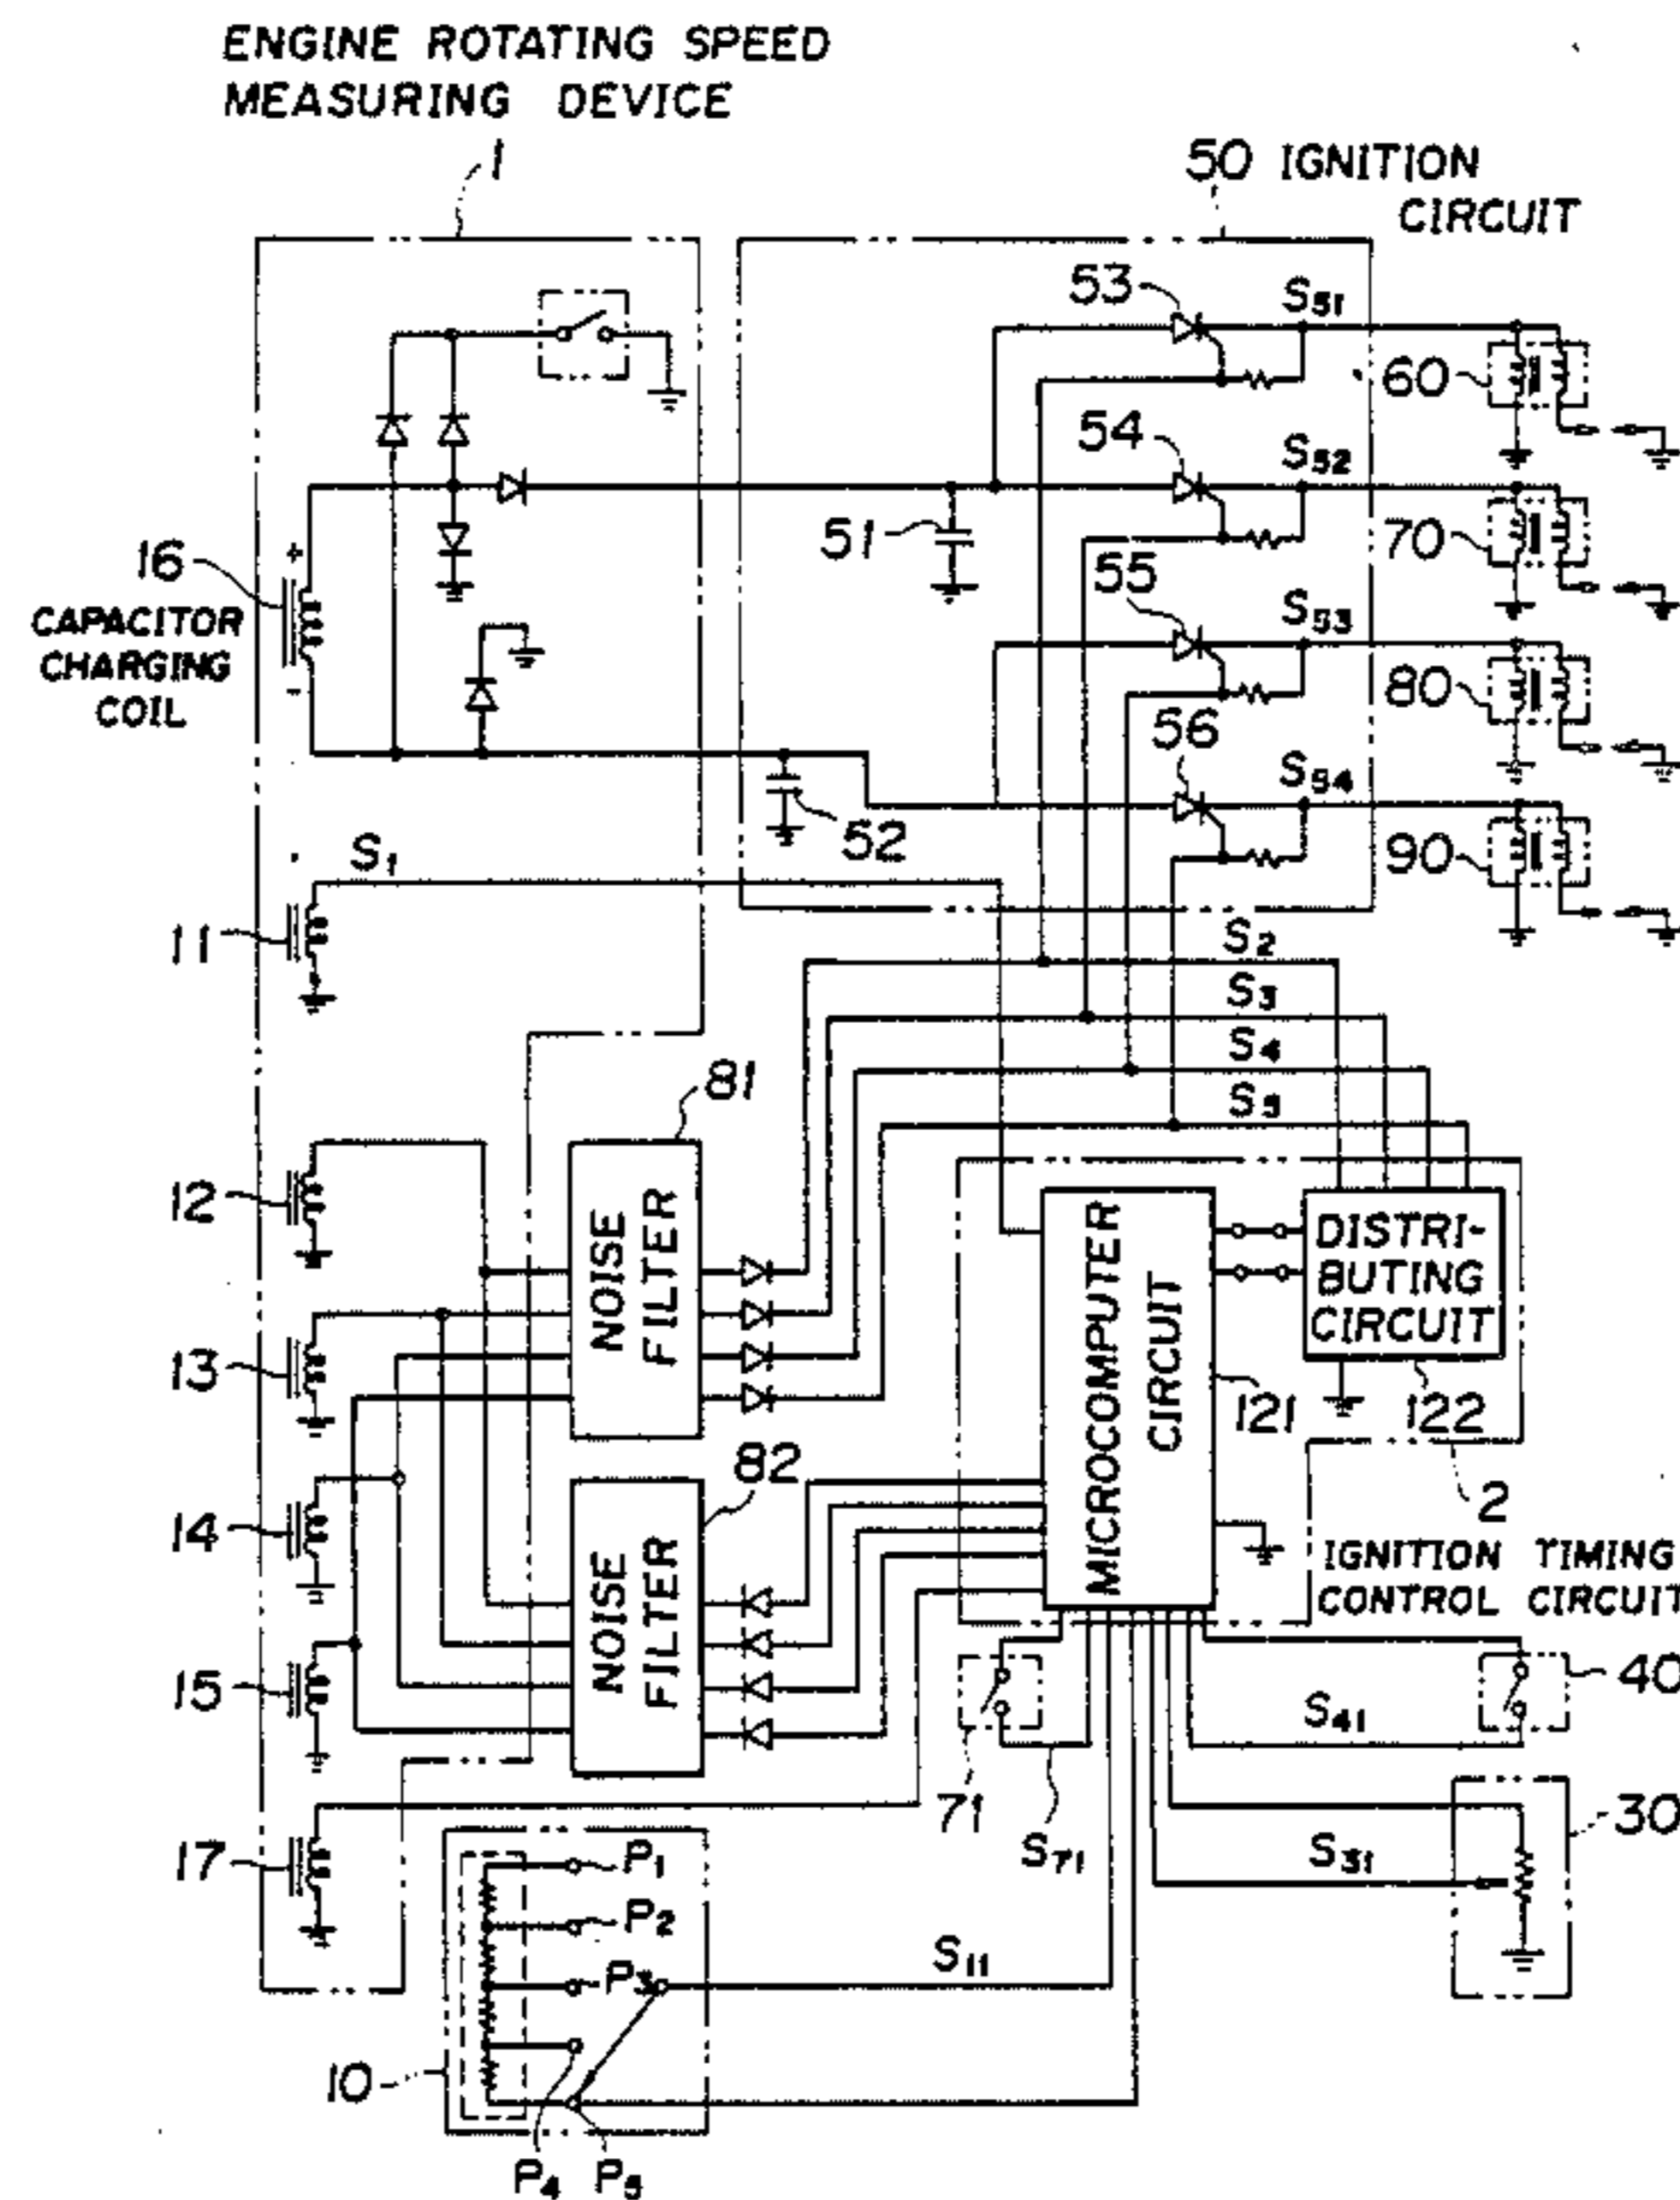 ENGINE ROTATING SPEED
MEASURING DEVICE
1
50 IGNITION
CIRCUIT
53
S51
60
54
S52
51
70
16
+
55
S53
CAPACITOR
CHARGING
COIL
-
80
56
S54
52
90
S1
11
S2
S3
S4
S5
81
12
NOISE
FILTER
MICROCOMPUTER
CIRCUIT
DISTRI-
BUTING
CIRCUIT
13
121
122
82
2
14
NOISE
FILTER
IGNITION TIMING
CONTROL CIRCUIT
15
40
S41
71
S71
30
S31
17
P1
P2
P3
S11
10
P4
P5